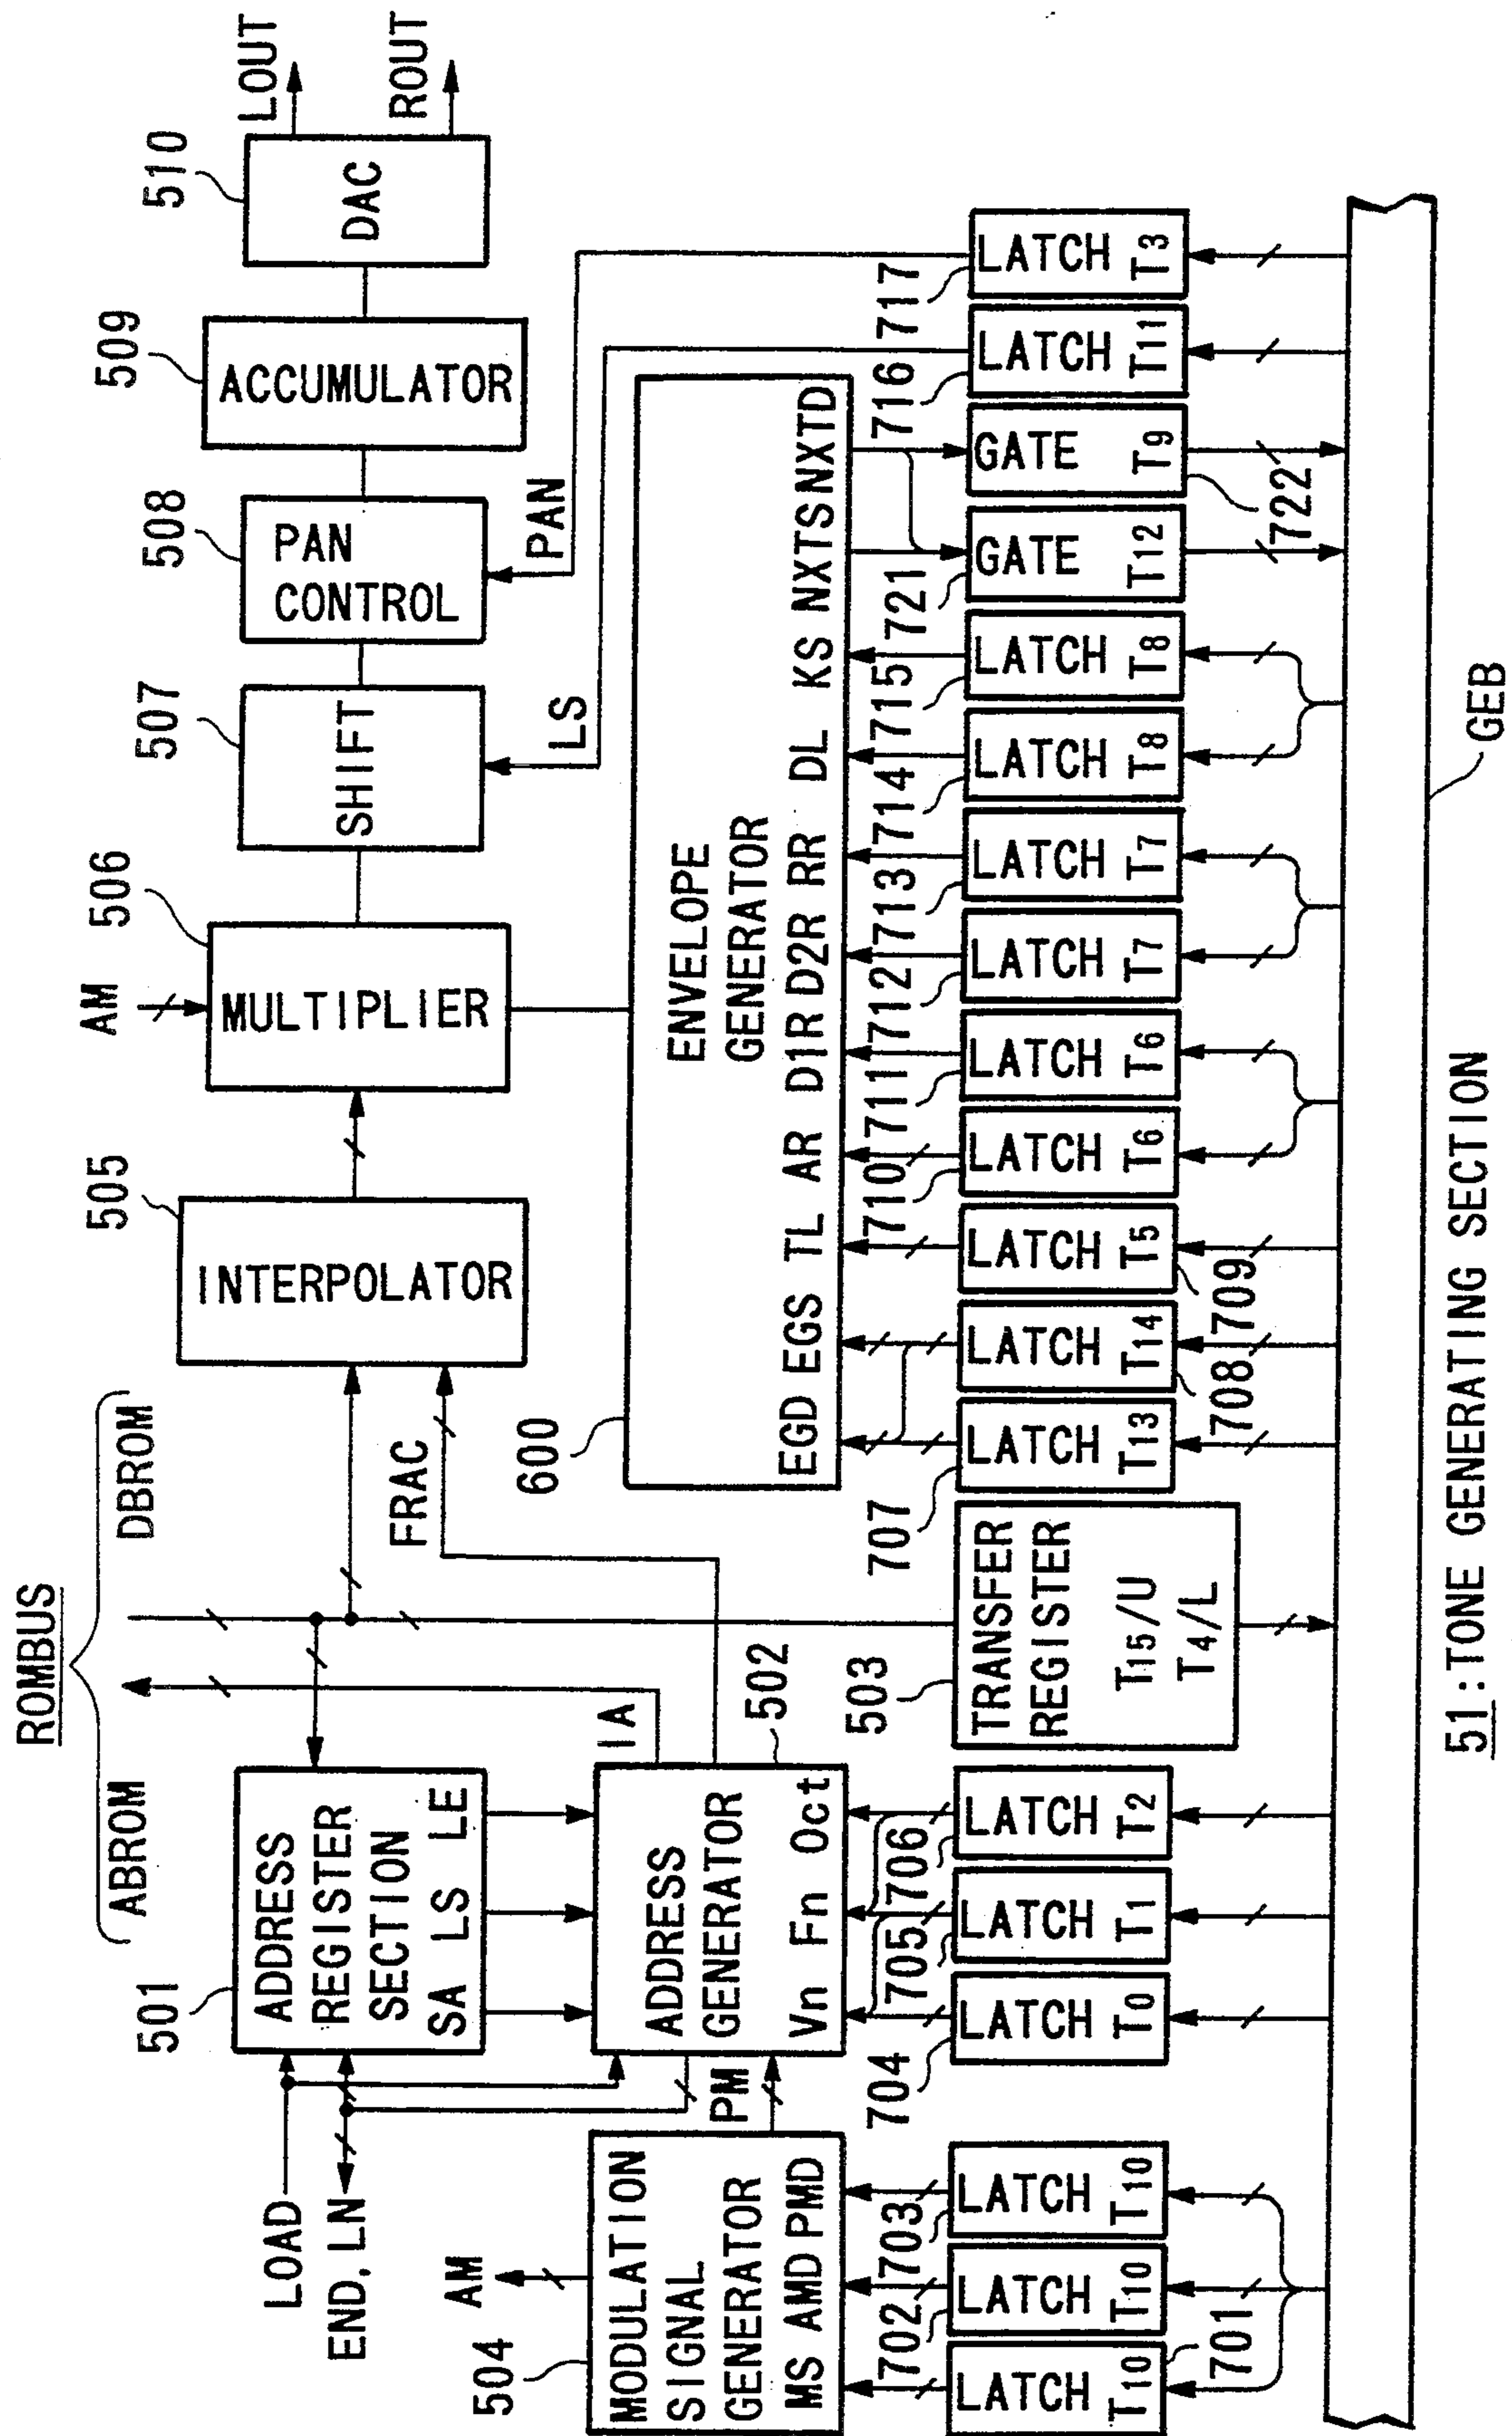 ROMBUS
ABROM
DBROM
LOAD
END, LN
501
ADDRESS
REGISTER
SECTION
SA LS LE
505
INTERPOLATOR
AM
506
MULTIPLIER
507
SHIFT
508
PAN
CONTROL
509
ACCUMULATOR
510
DAC
LOUT
ROUT
FRAC
IA
LS
PAN
AM
504
MODULATION
SIGNAL
GENERATOR
MS AMD PMD
PM
ADDRESS
GENERATOR
Vn Fn Oct
502
600
ENVELOPE
GENERATOR
EGD EGS TL AR D1R D2R RR DL KS NXTS NXTD
503
TRANSFER
REGISTER
T15/U
T4/L
LATCH T10
701
702
LATCH T10
703
LATCH T10
704
LATCH T0
705
LATCH T1
706
LATCH T2
707
LATCH T13
LATCH T14
708
LATCH T5
709
710
LATCH T6
711
LATCH T6
712
LATCH T7
713
LATCH T7
714
LATCH T8
715
LATCH T8
721
GATE T12
GATE T9
722
716
LATCH T11
717
LATCH T3
GEB
51:TONE GENERATING SECTION